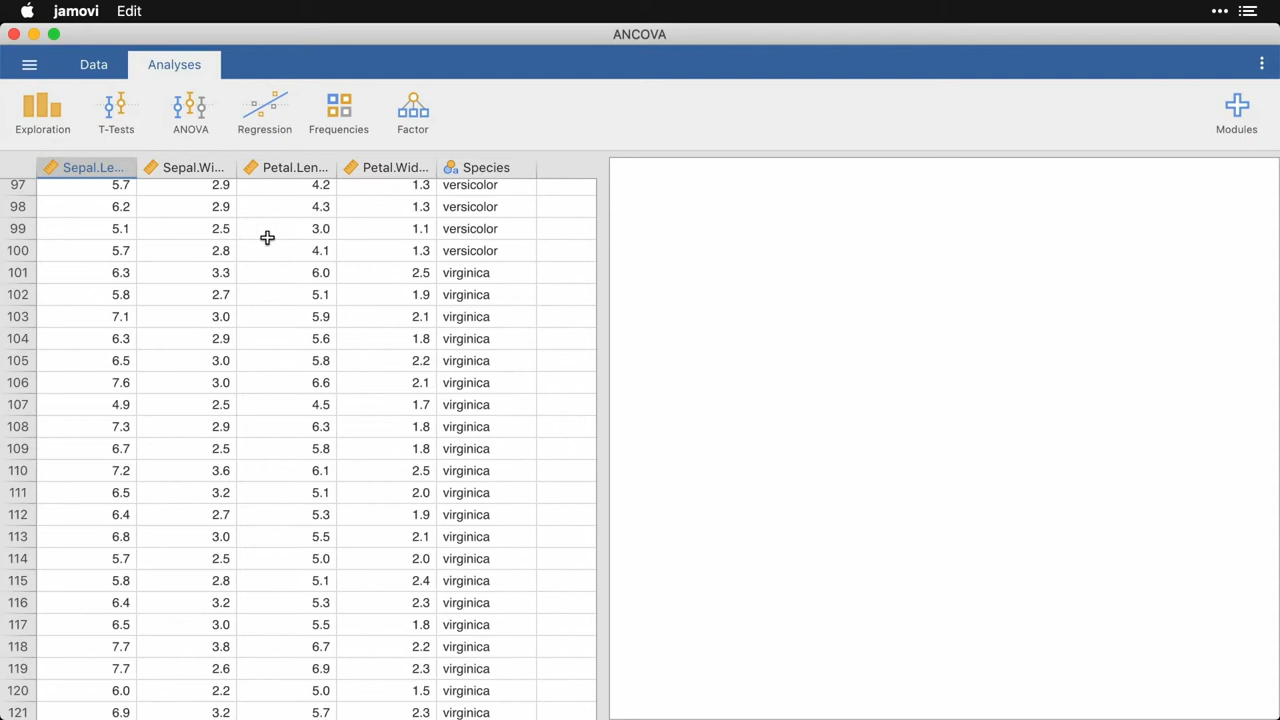 jamovi Edit
ANCOVA
Data Analyses
Exploration T-Tests ANOVA Regression Frequencies Factor Modules
Sepal.Le... Sepal.Wi... Petal.Len... Petal.Wid... Species
97 5.7 2.9 4.2 1.3 versicolor
98 6.2 2.9 4.3 1.3 versicolor
99 5.1 2.5 3.0 1.1 versicolor
100 5.7 2.8 4.1 1.3 versicolor
101 6.3 3.3 6.0 2.5 virginica
102 5.8 2.7 5.1 1.9 virginica
103 7.1 3.0 5.9 2.1 virginica
104 6.3 2.9 5.6 1.8 virginica
105 6.5 3.0 5.8 2.2 virginica
106 7.6 3.0 6.6 2.1 virginica
107 4.9 2.5 4.5 1.7 virginica
108 7.3 2.9 6.3 1.8 virginica
109 6.7 2.5 5.8 1.8 virginica
110 7.2 3.6 6.1 2.5 virginica
111 6.5 3.2 5.1 2.0 virginica
112 6.4 2.7 5.3 1.9 virginica
113 6.8 3.0 5.5 2.1 virginica
114 5.7 2.5 5.0 2.0 virginica
115 5.8 2.8 5.1 2.4 virginica
116 6.4 3.2 5.3 2.3 virginica
117 6.5 3.0 5.5 1.8 virginica
118 7.7 3.8 6.7 2.2 virginica
119 7.7 2.6 6.9 2.3 virginica
120 6.0 2.2 5.0 1.5 virginica
121 6.9 3.2 5.7 2.3 virginica